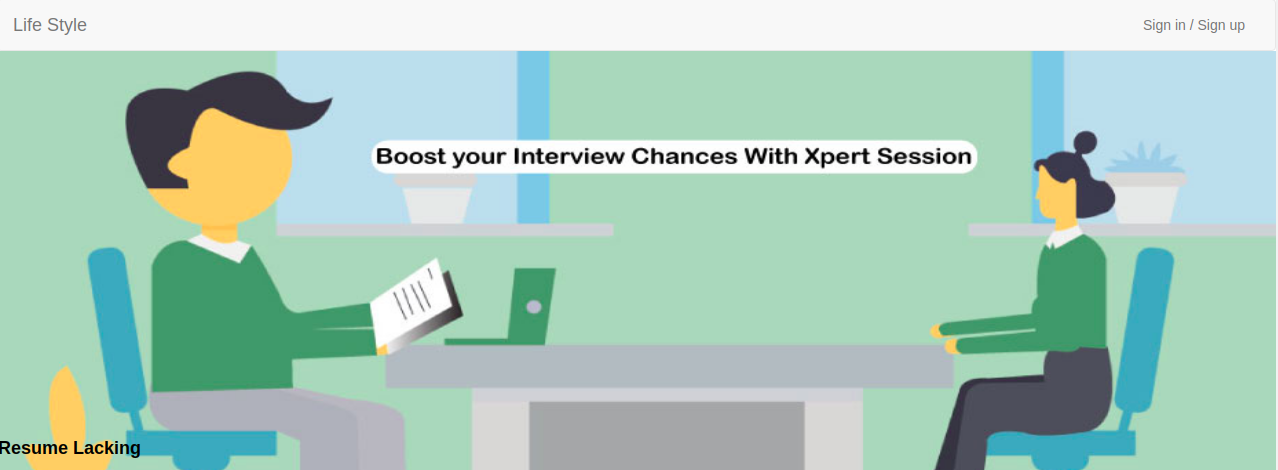 Life Style
Sign in / Sign up
Boost your Interview Chances With Xpert Session
Resume Lacking